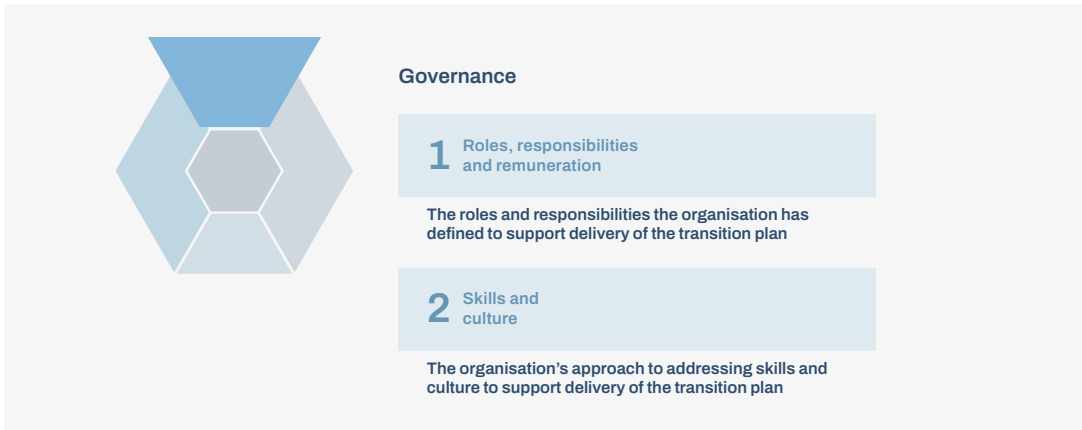 Governance
1 Roles, responsibilities
and remuneration
The roles and responsibilities the organisation has
defined to support delivery of the transition plan
2 Skills and
culture
The organisation’s approach to addressing skills and
culture to support delivery of the transition plan